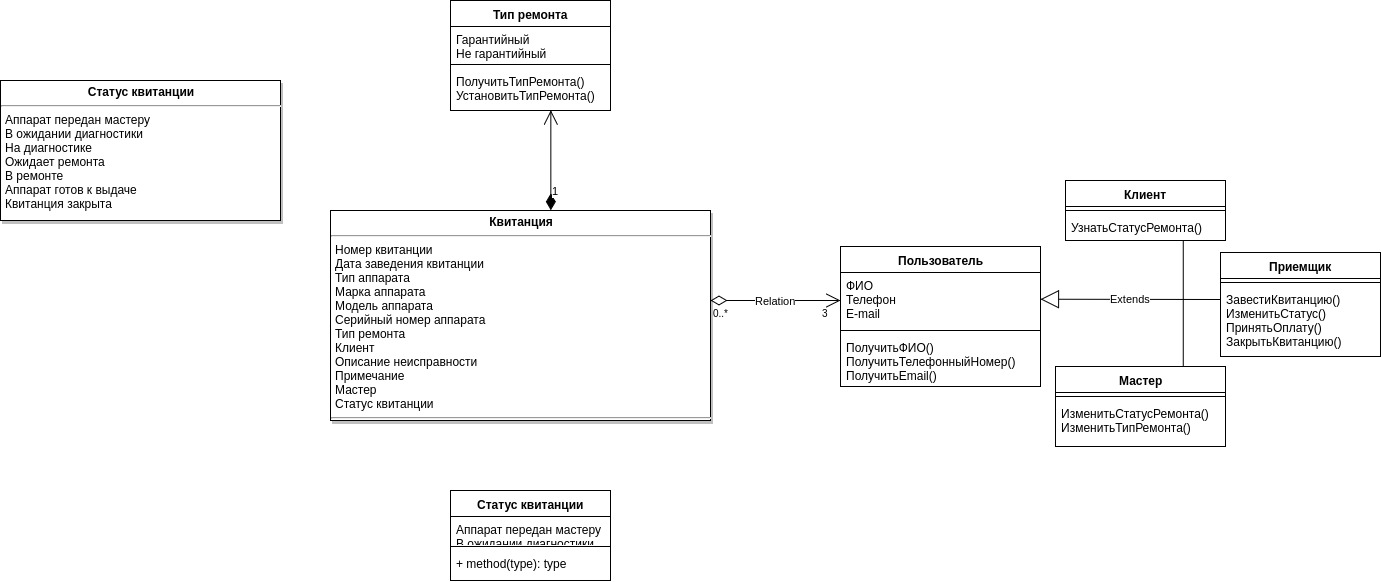 Тип ремонта
Гарантийный
Не гарантийный
ПолучитьТипРемонта()
УстановитьТипРемонта()
Статус квитанции
Аппарат передан мастеру
В ожидании диагностики
На диагностике
Ожидает ремонта
В ремонте
Аппарат готов к выдаче
Квитанция закрыта
1
Квитанция
Номер квитанции
Дата заведения квитанции
Тип аппарата
Марка аппарата
Модель аппарата
Серийный номер аппарата
Тип ремонта
Клиент
Описание неисправности
Примечание
Мастер
Статус квитанции
0..*
Relation
3
Пользователь
ФИО
Телефон
E-mail
ПолучитьФИО()
ПолучитьТелефонныйНомер()
ПолучитьEmail()
Extends
Клиент
УзнатьСтатусРемонта()
Приемщик
ЗавестиКвитанцию()
ИзменитьСтатус()
ПринятьОплату()
ЗакрытьКвитанцию()
Мастер
ИзменитьСтатусРемонта()
ИзменитьТипРемонта()
Статус квитанции
Аппарат передан мастеру
В ожидании диагностики
+ method(type): type